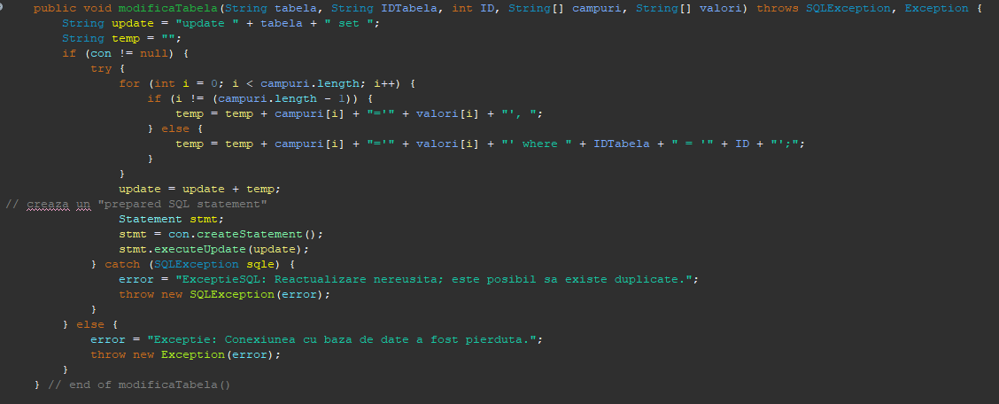 public void modificaTabela(String tabela, String IDTabela, int ID, String[] campuri, String[] valori) throws SQLException, Exception {
String update = "update " + tabela + " set ";
String temp = "";
if (con != null) {
try {
for (int i = 0; i < campuri.length; i++) {
if (i != (campuri.length - 1)) {
temp = temp + campuri[i] + "='" + valori[i] + "', ";
} else {
temp = temp + campuri[i] + "='" + valori[i] + "' where " + IDTabela + " = '" + ID + "';";
}
}
update = update + temp;
// creaza un "prepared SQL statement"
Statement stmt;
stmt = con.createStatement();
stmt.executeUpdate(update);
} catch (SQLException sqle) {
error = "ExceptieSQL: Reactualizare nereusita; este posibil sa existe duplicate.";
throw new SQLException(error);
}
} else {
error = "Exceptie: Conexiunea cu baza de date a fost pierduta.";
throw new Exception(error);
}
} // end of modificaTabela()